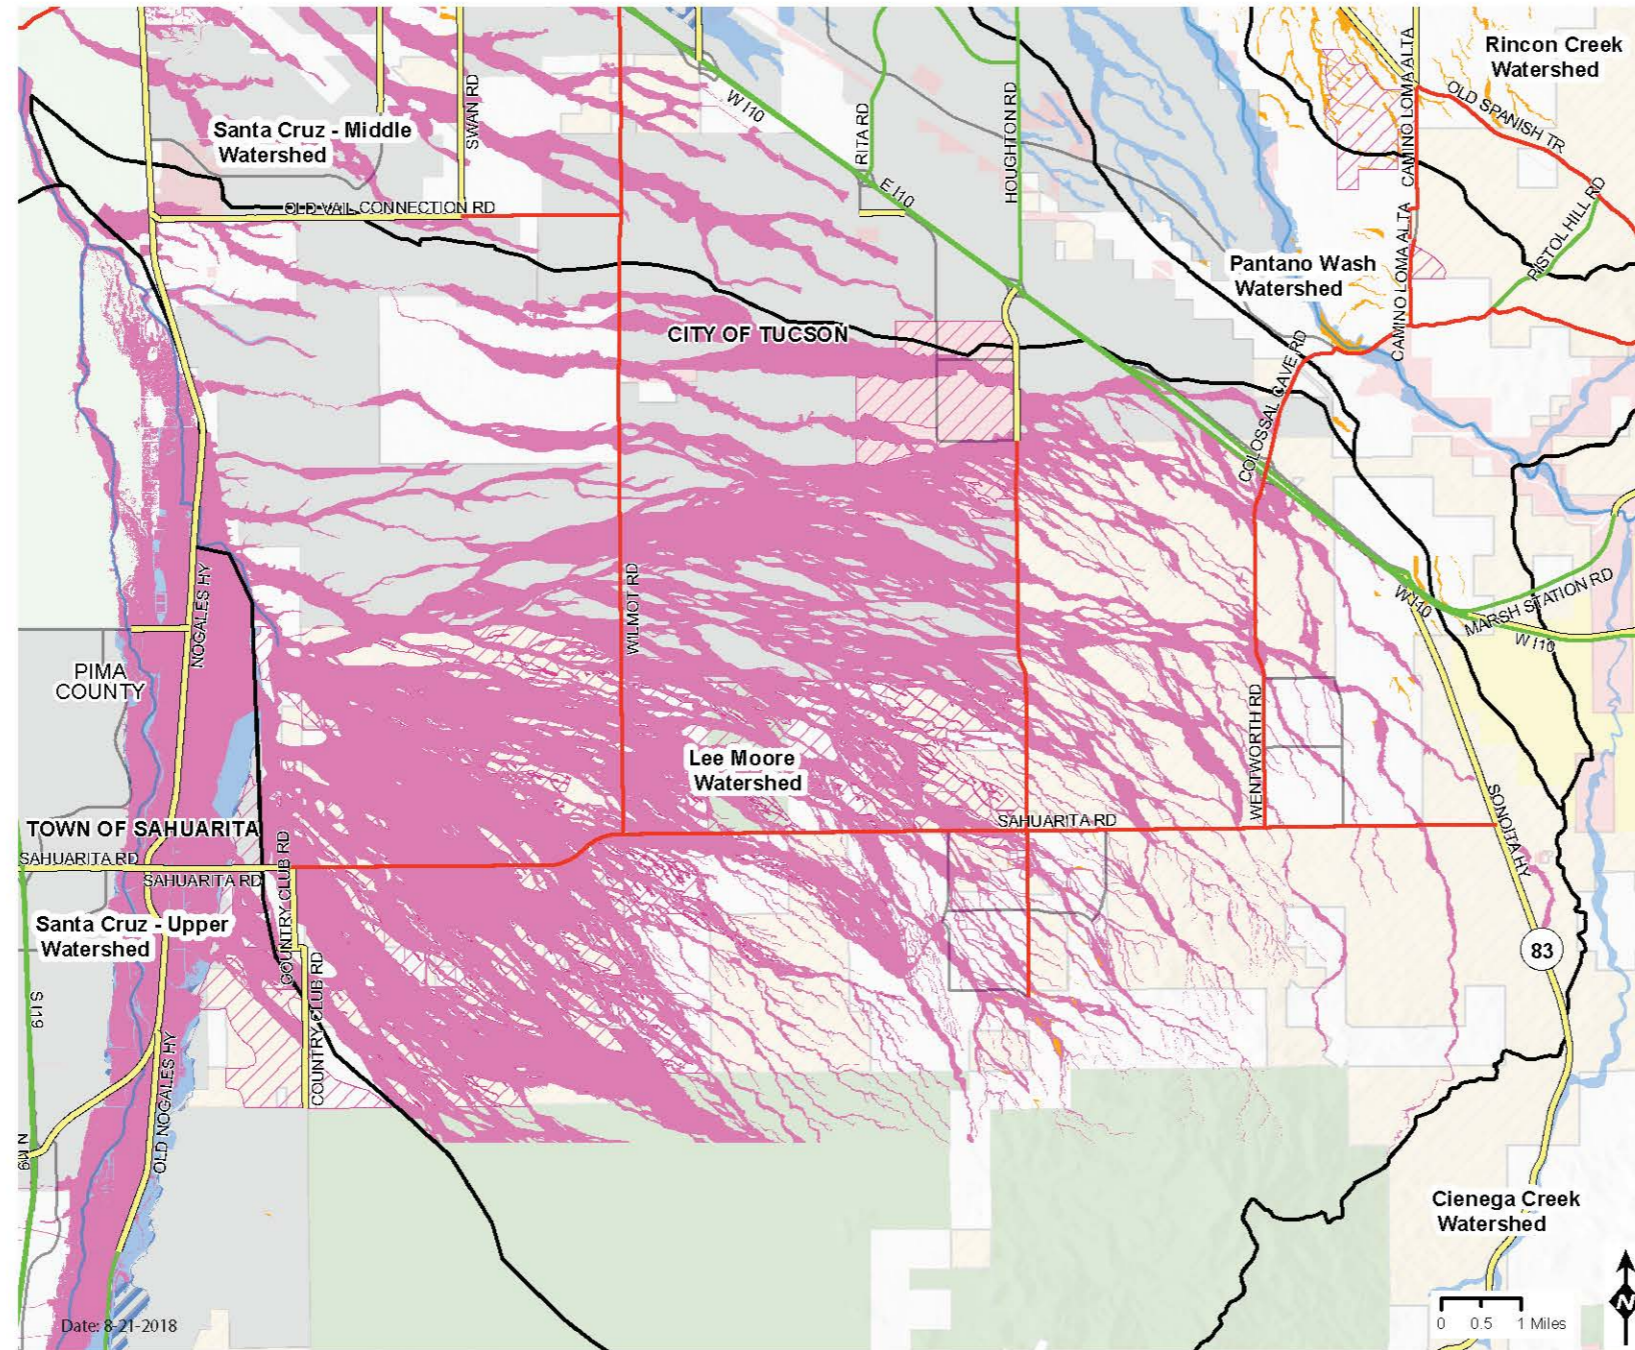 Rincon Creek
Watershed
CAMINO LOMA ALTA
OLD SPANISH TR
SWAN RD
W I10
RITA RD
HOUGHTON RD
Santa Cruz - Middle
Watershed
E I10
OLD VAIL CONNECTION RD
CAMINO LOMA ALTA
PISTOL HILL RD
Pantano Wash
Watershed
CITY OF TUCSON
COLOSSAL CAVE RD
NOGALES HY
WILMOT RD
W I10
MARSH STATION RD
W I10
PIMA
COUNTY
WENTWORTH RD
Lee Moore
Watershed
SONOITA HY
TOWN OF SAHUARITA
SAHUARITA RD
SAHUARITA RD
SAHUARITA RD
COUNTRY CLUB RD
Santa Cruz - Upper
Watershed
83
COUNTRY CLUB RD
S I19
OLD NOGALES HY
N I19
Cienega Creek
Watershed
N
0 0.5 1 Miles
Date: 8-21-2018